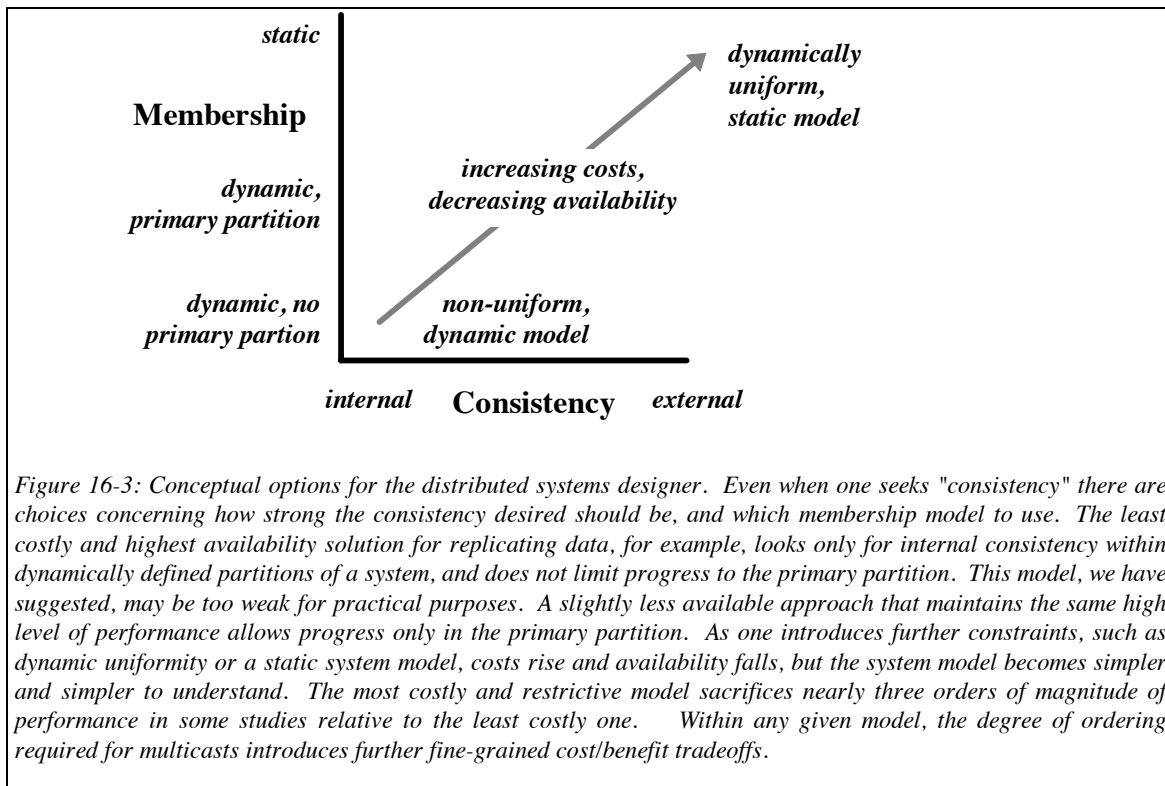 static
Membership
dynamic,
primary partition
dynamic, no
primary partion
dynamically
uniform,
static model
increasing costs,
decreasing availability
non-uniform,
dynamic model
internal Consistency external
Figure 16-3: Conceptual options for the distributed systems designer. Even when one seeks "consistency" there are
choices concerning how strong the consistency desired should be, and which membership model to use. The least
costly and highest availability solution for replicating data, for example, looks only for internal consistency within
dynamically defined partitions of a system, and does not limit progress to the primary partition. This model, we have
suggested, may be too weak for practical purposes. A slightly less available approach that maintains the same high
level of performance allows progress only in the primary partition. As one introduces further constraints, such as
dynamic uniformity or a static system model, costs rise and availability falls, but the system model becomes simpler
and simpler to understand. The most costly and restrictive model sacrifices nearly three orders of magnitude of
performance in some studies relative to the least costly one. Within any given model, the degree of ordering
required for multicasts introduces further fine-grained cost/benefit tradeoffs.